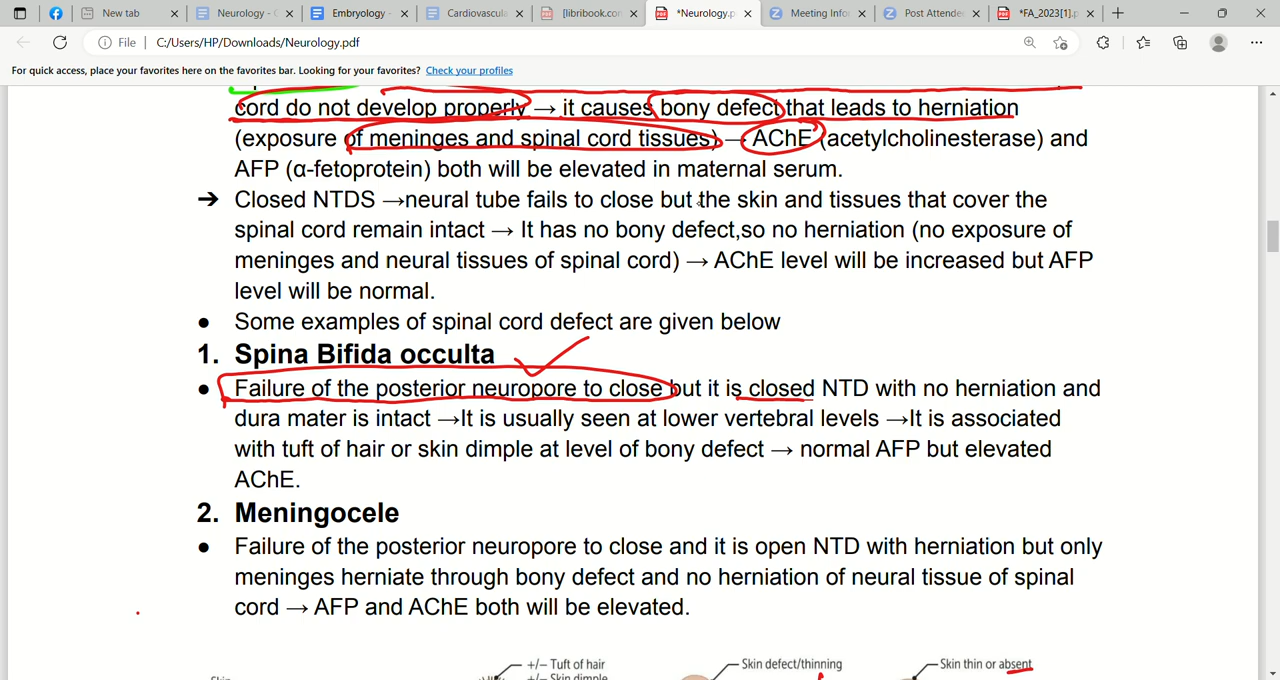 New tab
Neurology - (
Embryology -
Cardiovascula
[libribook.com
*Neurology.p
Meeting Infor
Post Attende
*FA_2023[1].p
File | C:/Users/HP/Downloads/Neurology.pdf
For quick access, place your favorites here on the favorites bar. Looking for your favorites? Check your profiles
cord do not develop properly → it causes bony defect that leads to herniation
(exposure of meninges and spinal cord tissues) → AChE (acetylcholinesterase) and
AFP (α-fetoprotein) both will be elevated in maternal serum.
➔ Closed NTDS →neural tube fails to close but the skin and tissues that cover the
spinal cord remain intact → It has no bony defect,so no herniation (no exposure of
meninges and neural tissues of spinal cord) → AChE level will be increased but AFP
level will be normal.
● Some examples of spinal cord defect are given below
1. Spina Bifida occulta
● Failure of the posterior neuropore to close but it is closed NTD with no herniation and
dura mater is intact →It is usually seen at lower vertebral levels →It is associated
with tuft of hair or skin dimple at level of bony defect → normal AFP but elevated
AChE.
2. Meningocele
● Failure of the posterior neuropore to close and it is open NTD with herniation but only
meninges herniate through bony defect and no herniation of neural tissue of spinal
cord → AFP and AChE both will be elevated.
+/– Tuft of hair
Skin defect/thinning
Skin thin or absent
+/– Skin dimple